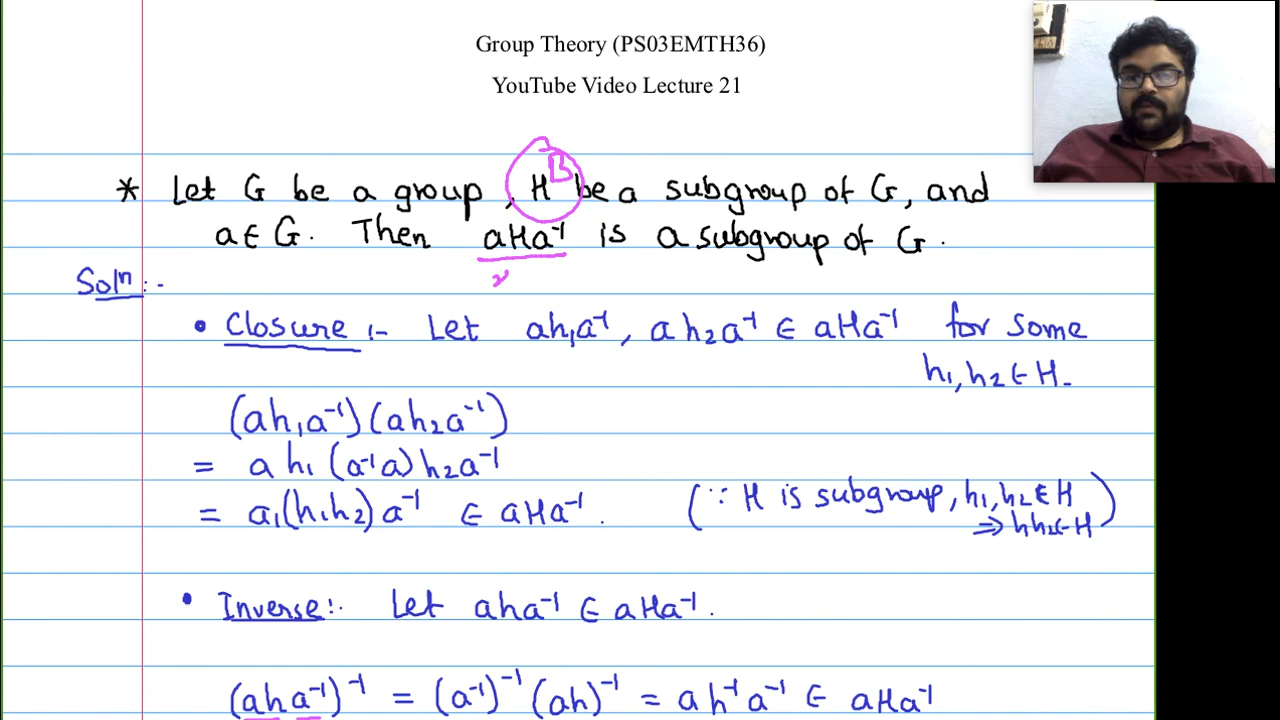 Group Theory (PS03EMTH36)
YouTube Video Lecture 21
* Let G be a group, H be a subgroup of G, and
a ∈ G. Then aHa⁻¹ is a subgroup of G.
Solⁿ:-
• Closure :- Let ah₁a⁻¹, ah₂a⁻¹ ∈ aHa⁻¹ for some
h₁, h₂ ∈ H.
(ah₁a⁻¹)(ah₂a⁻¹)
= ah₁(a⁻¹a)h₂a⁻¹
= a₁(h₁h₂)a⁻¹ ∈ aHa⁻¹. (∵ H is subgroup, h₁, h₂ ∈ H
⇒ h₁h₂ ∈ H)
• Inverse:. Let aha⁻¹ ∈ aHa⁻¹.
(aha⁻¹)⁻¹ = (a⁻¹)⁻¹(ah)⁻¹ = ah⁻¹a⁻¹ ∈ aHa⁻¹